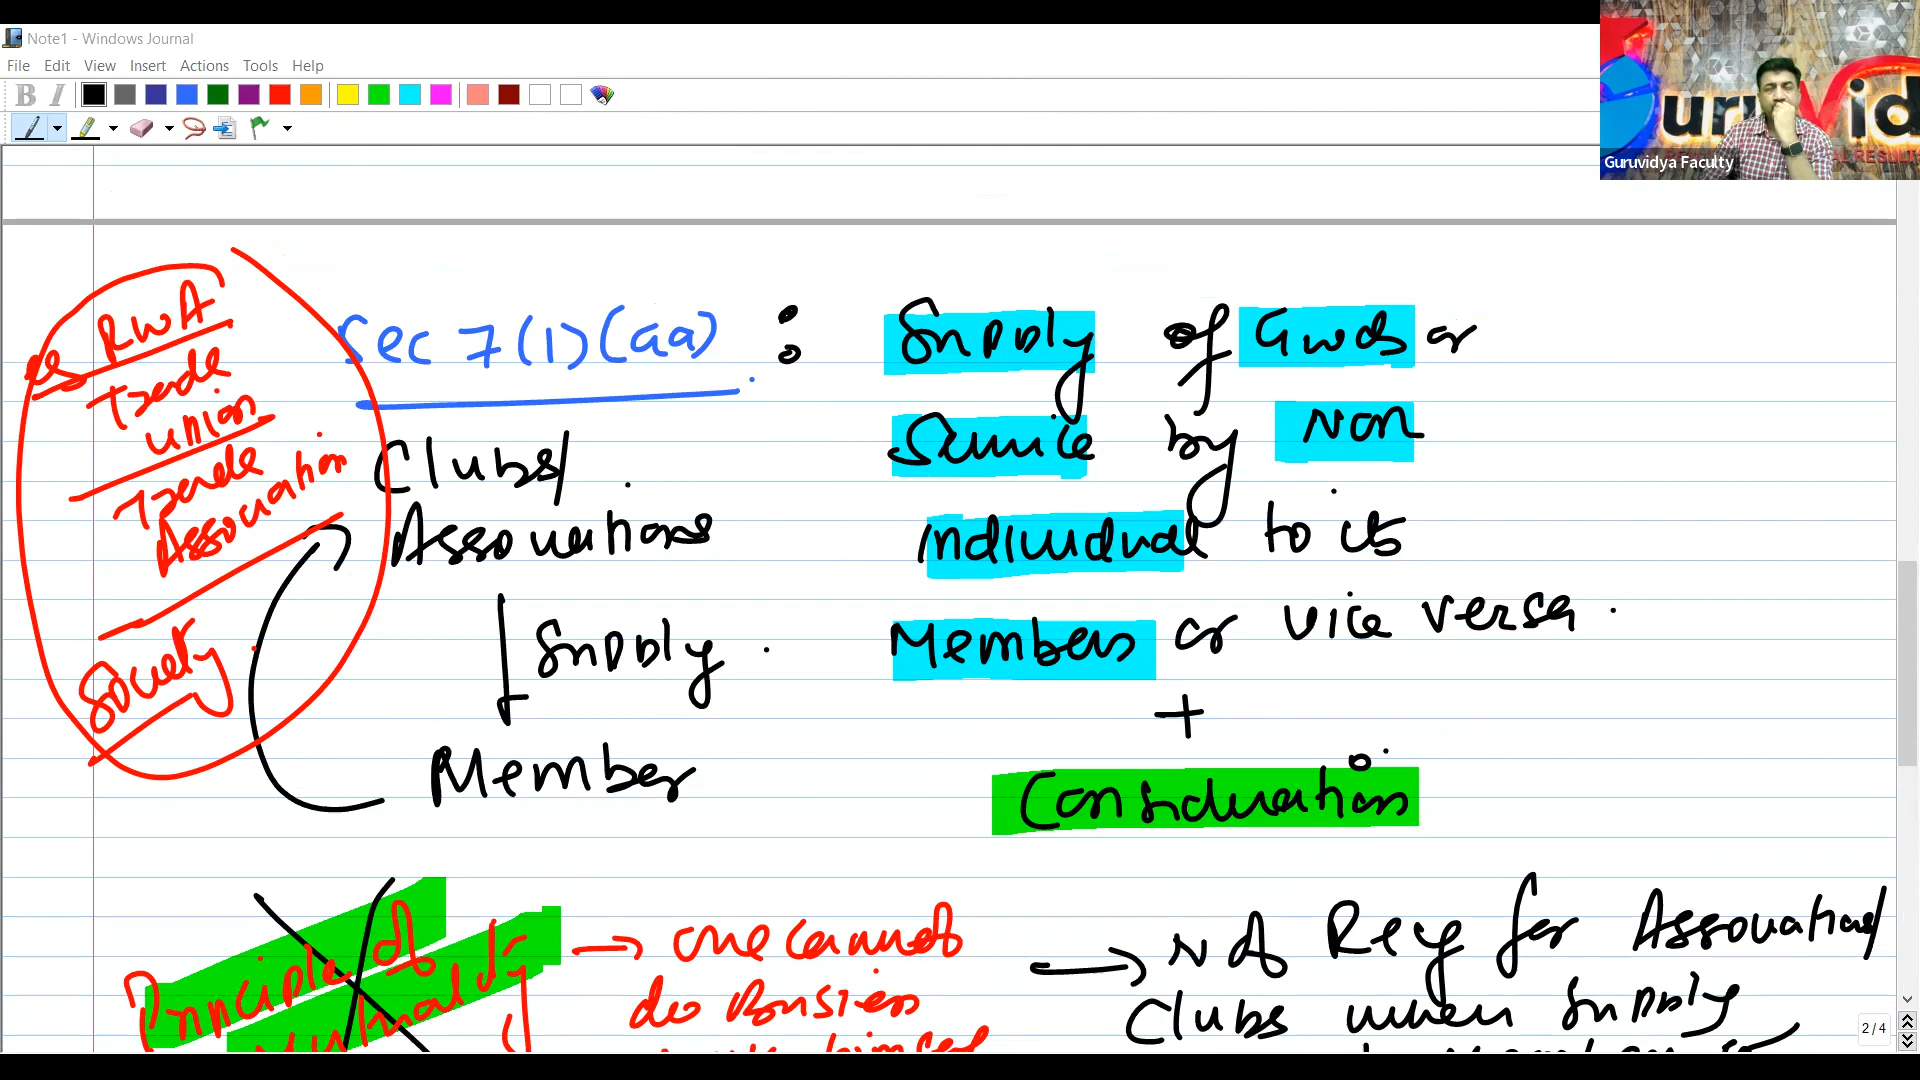 Note1 - Windows Journal
File Edit View Insert Actions Tools Help
B I
Guruvidya Faculty
RWA
Trade
union
Trade
Association
Society
Sec 7(1)(aa) : Supply of Goods or
Clubs/ Service by Non
Associations individual to its
Supply Members or vice versa.
+
Member Consideration
Principle of → one cannot → Not Reg for Association/
do Business Clubs when supply
2 / 4